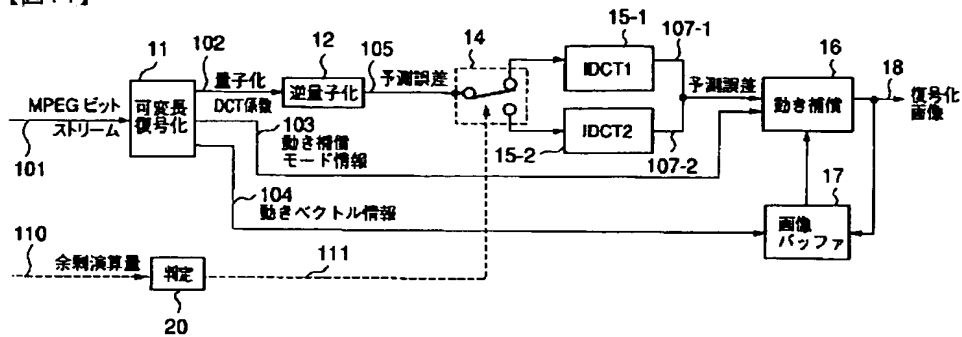 11
102
量子化
DCT係数
12
逆量子化
105
予測誤差
14
15-1
IDCT1
107-1
予測誤差
16
動き補償
18
復号化
画像
MPEG ビット
ストリーム
101
可変長
復号化
103
動き補償
モード情報
IDCT2
15-2
107-2
104
動きベクトル情報
17
画像
バッファ
110
余剰演算量
判定
20
111